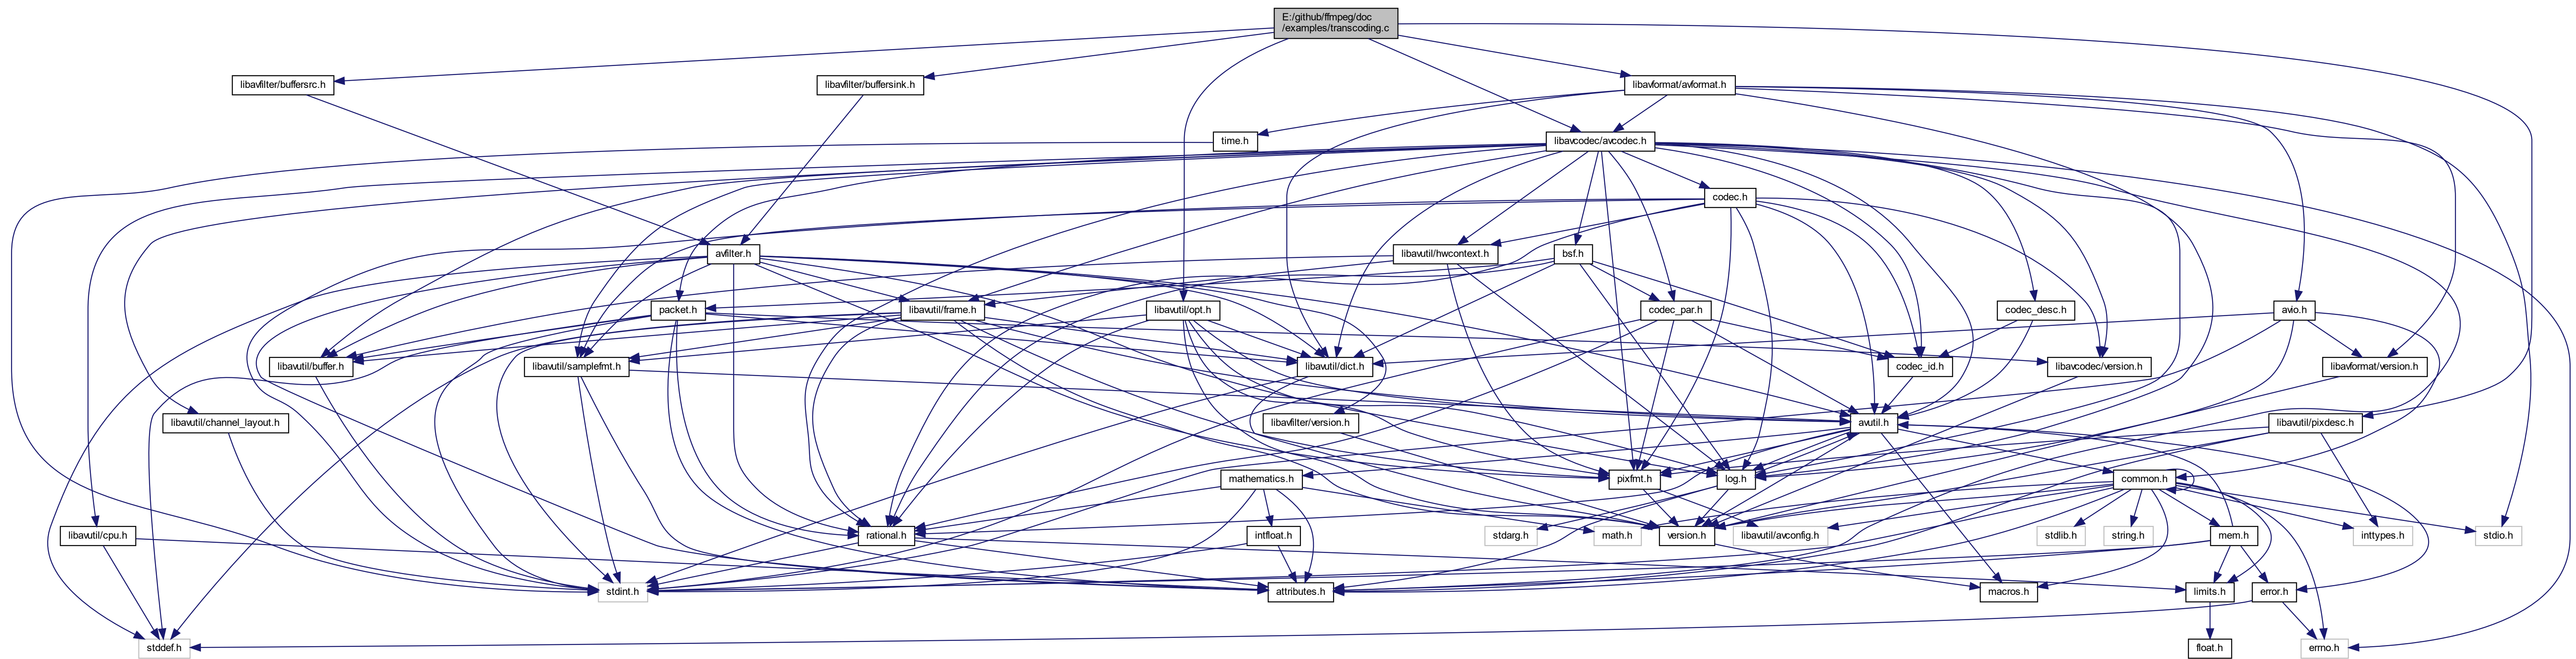 E:/github/ffmpeg/doc
/examples/transcoding.c
libavfilter/buffersrc.h
libavfilter/buffersink.h
libavformat/avformat.h
time.h
libavcodec/avcodec.h
codec.h
avfilter.h
libavutil/hwcontext.h
bsf.h
packet.h
libavutil/frame.h
libavutil/opt.h
codec_par.h
codec_desc.h
avio.h
libavutil/buffer.h
libavutil/samplefmt.h
libavutil/dict.h
codec_id.h
libavcodec/version.h
libavformat/version.h
libavutil/channel_layout.h
libavfilter/version.h
avutil.h
libavutil/pixdesc.h
mathematics.h
pixfmt.h
log.h
common.h
libavutil/cpu.h
rational.h
intfloat.h
stdarg.h
math.h
version.h
libavutil/avconfig.h
stdlib.h
string.h
mem.h
inttypes.h
stdio.h
stdint.h
attributes.h
macros.h
limits.h
error.h
stddef.h
float.h
errno.h